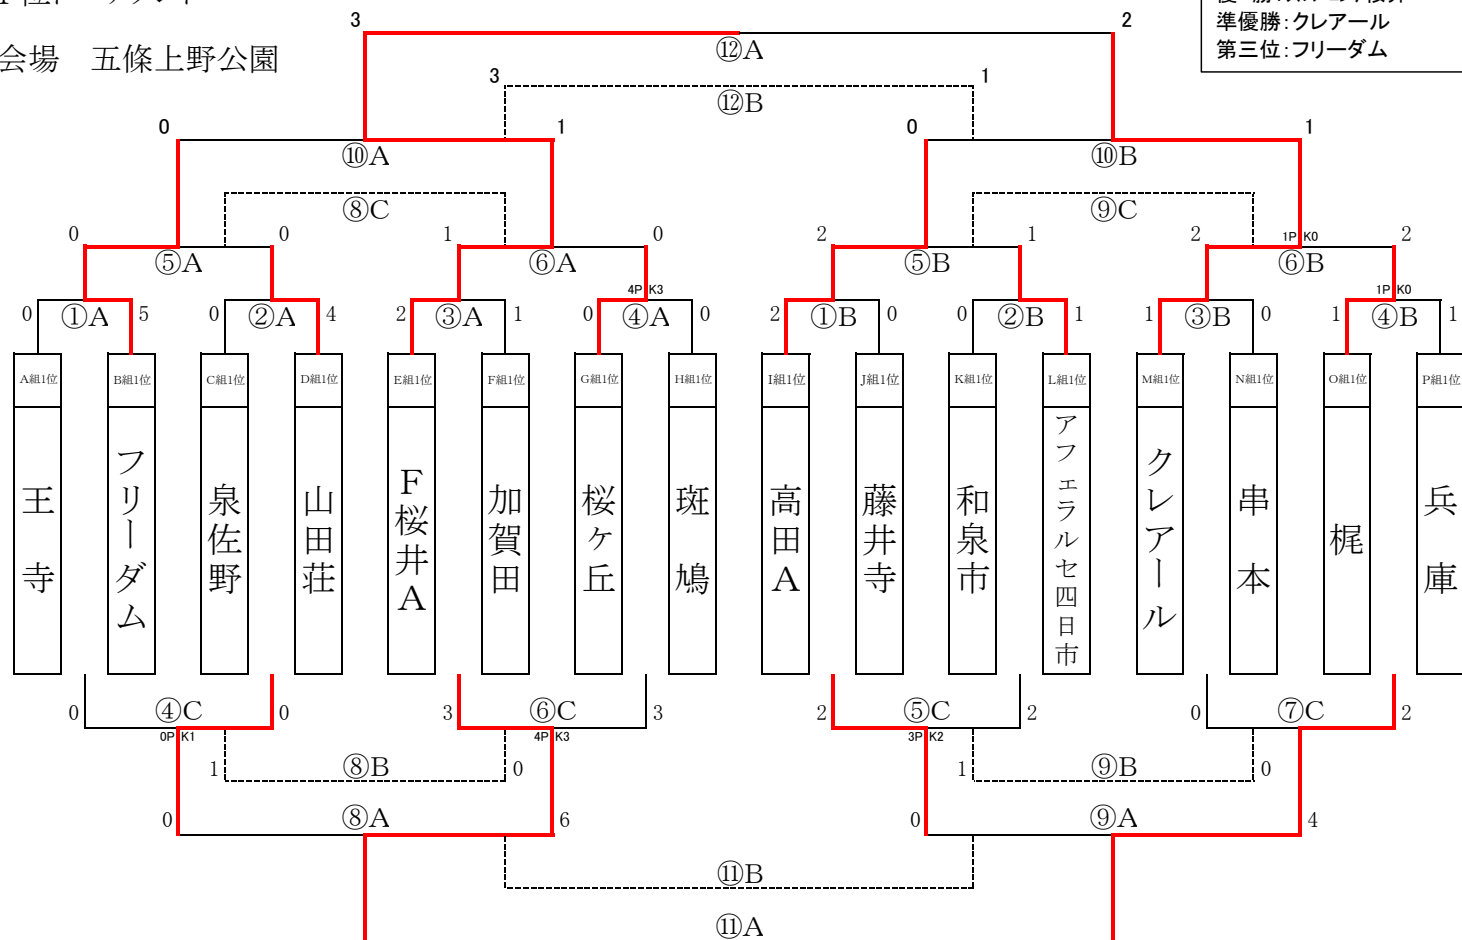 準優勝：クレアール
会場　五條上野公園
第三位：フリーダム
3
⑫A
2
3
⑫B
1
0
⑩A
1
0
⑩B
1
⑧C
⑨C
0
⑤A
0
1
⑥A
0
2
⑤B
1
2
1P K0
⑥B
2
0
①A
5
0
②A
4
2
③A
1
4P K3
0
④A
0
2
①B
0
0
②B
1
1
③B
0
1P K0
1
④B
1
A組1位
B組1位
C組1位
D組1位
E組1位
F組1位
G組1位
H組1位
I組1位
J組1位
K組1位
L組1位
M組1位
N組1位
O組1位
P組1位
王寺
フリーダム
泉佐野
山田荘
F桜井A
加賀田
桜ケ丘
斑鳩
高田A
藤井寺
和泉市
アフェラルセ四日市
クレアール
串本
梶
兵庫
0
④C
0
0P K1
3
⑥C
3
4P K3
2
⑤C
2
3P K2
0
⑦C
2
1
⑧B
0
1
⑨B
0
0
⑧A
6
0
⑨A
4
⑪B
⑪A